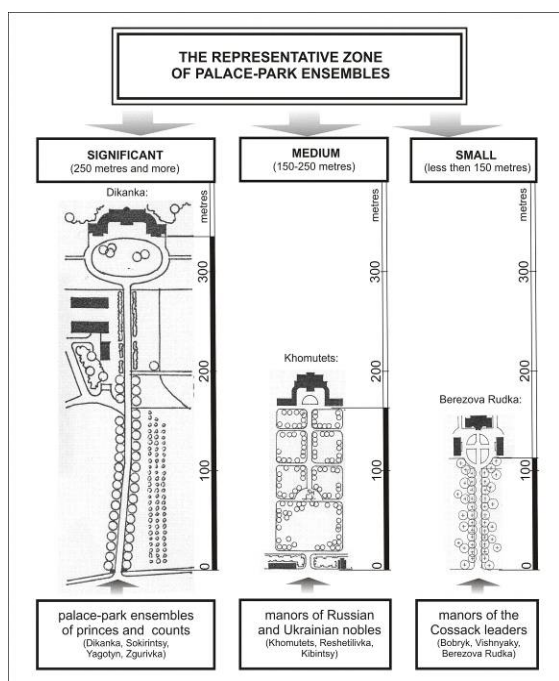 THE REPRESENTATIVE ZONE
OF PALACE-PARK ENSEMBLES
SIGNIFICANT
(250 metres and more)
Dikanka:
metres
300
200
100
0
palace-park ensembles
of princes and counts
(Dikanka, Sokirintsy,
Yagotyn, Zgurivka)
MEDIUM
(150-250 metres)
Khomutets:
metres
300
200
100
0
manors of Russian
and Ukrainian nobles
(Khomutets, Reshetilivka,
Kibintsy)
SMALL
(less then 150 metres)
Berezova Rudka:
metres
300
200
100
0
manors of the
Cossack leaders
(Bobryk, Vishnyaky,
Berezova Rudka)